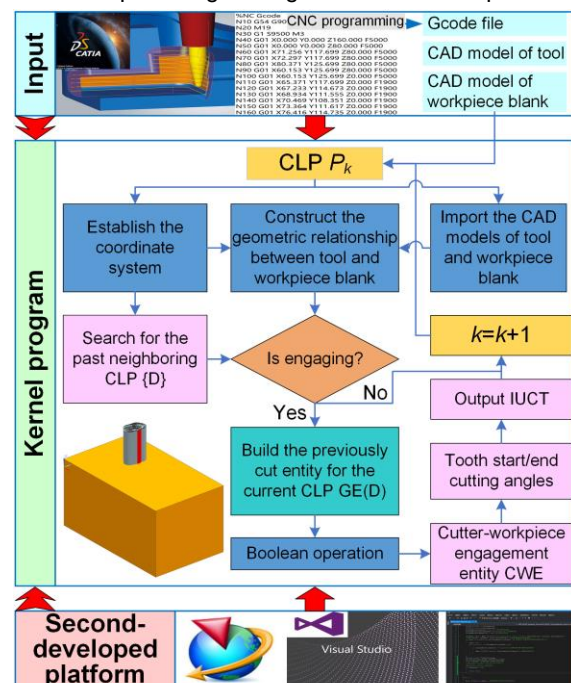 Input
DS
CATIA
%NC Gcode
CNC programming
N10 G54 G90
N20 M19
N30 G1 S9500 M3
N40 G01 X0.000 Y0.000 Z160.000 F5000
N50 G01 X0.000 Y0.000 Z80.000 F5000
N60 G01 X71.256 Y117.699 Z80.000 F5000
N70 G01 X72.297 Y117.699 Z80.000 F5000
N80 G01 X80.371 Y125.699 Z80.000 F5000
N90 G01 X60.153 Y125.699 Z80.000 F5000
N100 G01 X60.153 Y125.699 Z0.000 F5000
N110 G01 X65.371 Y117.699 Z0.000 F1900
N120 G01 X67.233 Y114.673 Z0.000 F1900
N130 G01 X68.934 Y111.555 Z0.000 F1900
N140 G01 X70.469 Y108.351 Z0.000 F1900
N150 G01 X73.364 Y111.617 Z0.000 F1900
N160 G01 X76.416 Y114.735 Z0.000 F1900
Gcode file
CAD model of tool
CAD model of
workpiece blank
Kernel program
CLP Pk
Establish the
coordinate
system
Construct the
geometric relationship
between tool and
workpiece blank
Import the CAD
models of tool
and workpiece
blank
Search for the
past neighboring
CLP {D}
Is engaging?
k=k+1
No
Yes
Output IUCT
Build the previously
cut entity for the
current CLP GE(D)
Tooth start/end
cutting angles
Boolean operation
Cutter-workpiece
engagement
entity CWE
Second-
developed
platform
Visual Studio